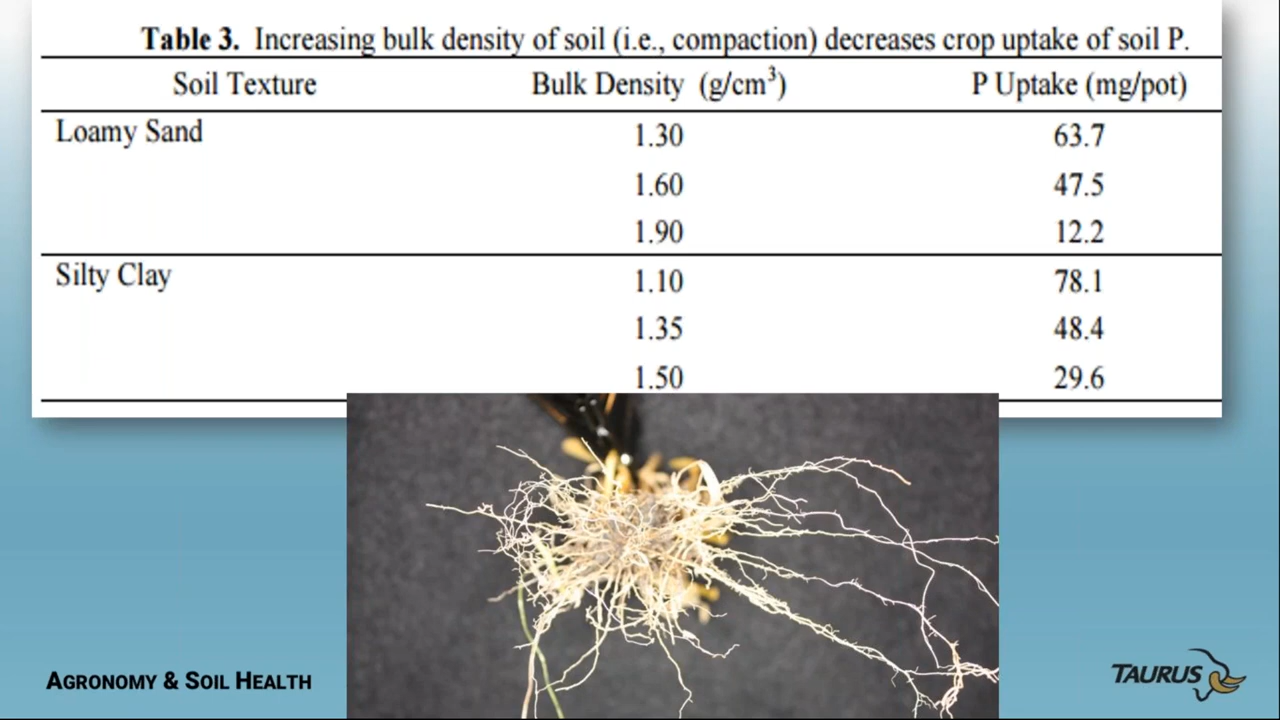 Table 3. Increasing bulk density of soil (i.e., compaction) decreases crop uptake of soil P.
Soil Texture Bulk Density (g/cm³) P Uptake (mg/pot)
Loamy Sand 1.30 63.7
1.60 47.5
1.90 12.2
Silty Clay 1.10 78.1
1.35 48.4
1.50 29.6
AGRONOMY & SOIL HEALTH
TAURUS